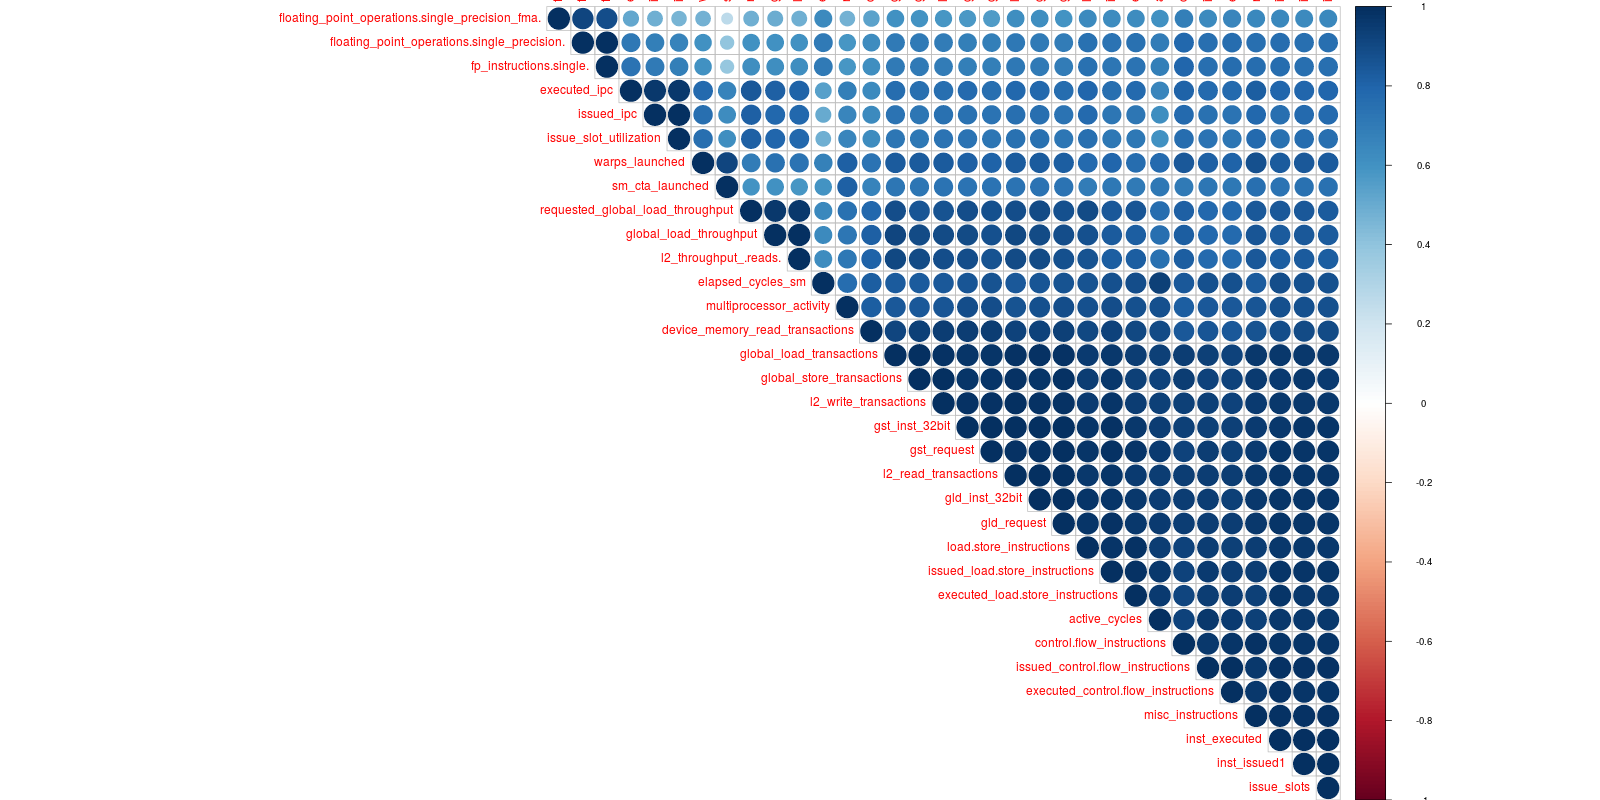 floating_point_operations.single_precision_fma.
1
floating_point_operations.single_precision.
fp_instructions.single.
executed_ipc
0.8
issued_ipc
issue_slot_utilization
warps_launched
0.6
sm_cta_launched
requested_global_load_throughput
global_load_throughput
0.4
l2_throughput_.reads.
elapsed_cycles_sm
multiprocessor_activity
0.2
device_memory_read_transactions
global_load_transactions
global_store_transactions
l2_write_transactions
0
gst_inst_32bit
gst_request
l2_read_transactions
-0.2
gld_inst_32bit
gld_request
load.store_instructions
-0.4
issued_load.store_instructions
executed_load.store_instructions
active_cycles
control.flow_instructions
-0.6
issued_control.flow_instructions
executed_control.flow_instructions
misc_instructions
-0.8
inst_executed
inst_issued1
issue_slots